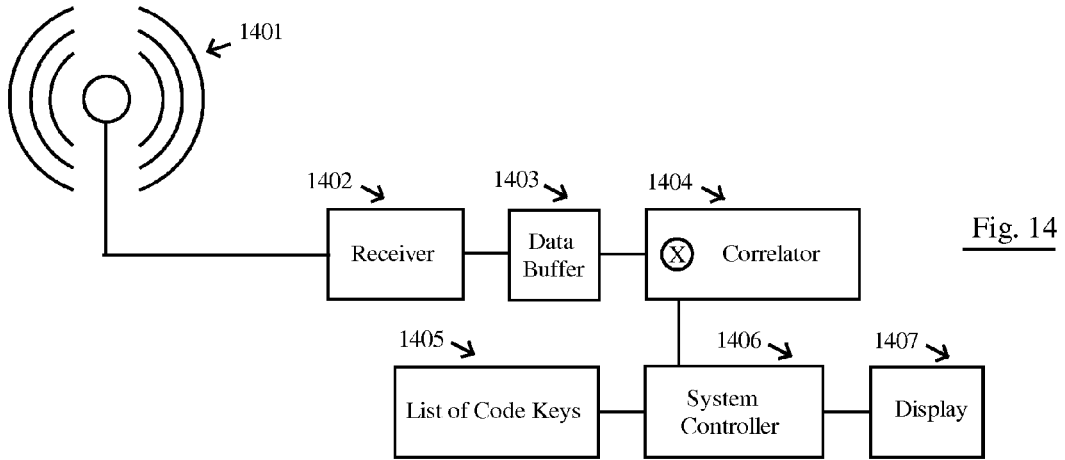 1401
1402
1403
1404
Receiver
Data
Buffer
X
Correlator
Fig. 14
1405
1406
1407
List of Code Keys
System
Controller
Display